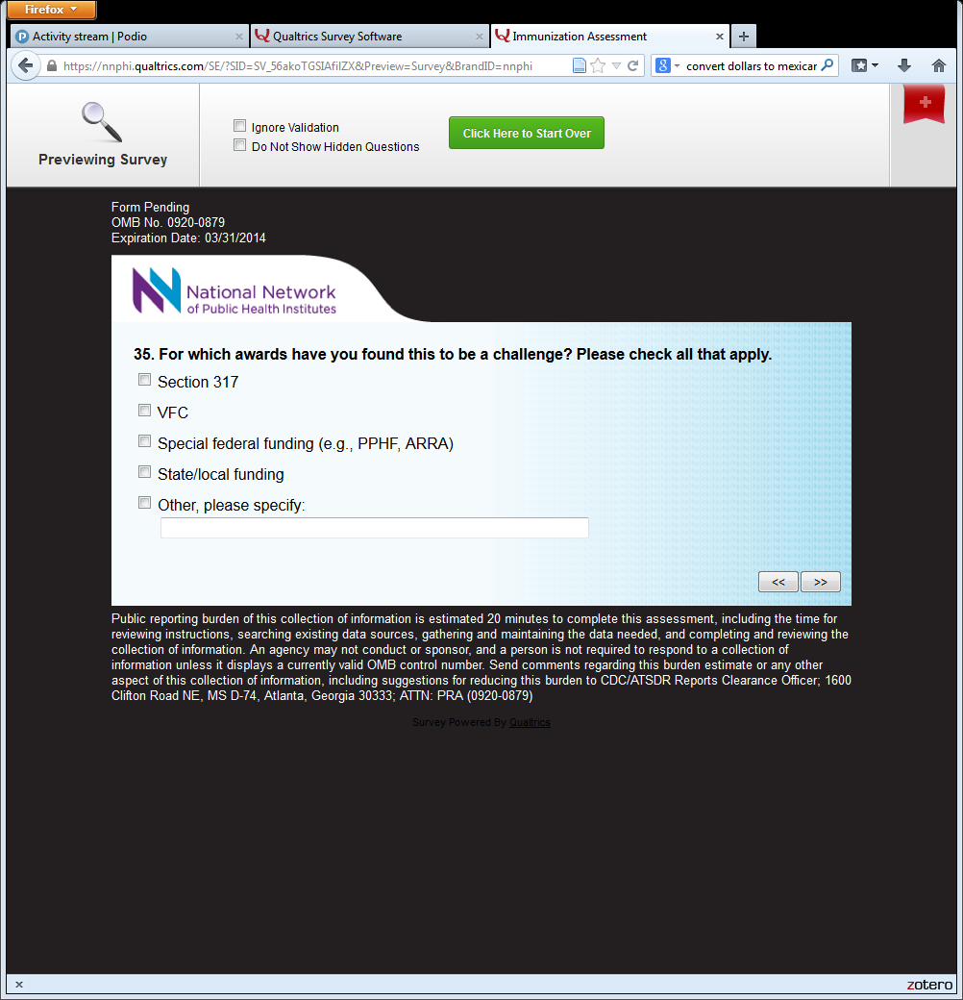 Firefox
Activity stream | Podio
Qualtrics Survey Software
Immunization Assessment
https://nnphi.qualtrics.com/SE/?SID=SV_56akoTGSIAfiIZX&Preview=Survey&BrandID=nnphi
convert dollars to mexicar
Previewing Survey
Ignore Validation
Do Not Show Hidden Questions
Click Here to Start Over
Form Pending
OMB No. 0920-0879
Expiration Date: 03/31/2014
National Network
of Public Health Institutes
35. For which awards have you found this to be a challenge? Please check all that apply.
Section 317
VFC
Special federal funding (e.g., PPHF, ARRA)
State/local funding
Other, please specify:
<< >>
Public reporting burden of this collection of information is estimated 20 minutes to complete this assessment, including the time for
reviewing instructions, searching existing data sources, gathering and maintaining the data needed, and completing and reviewing the
collection of information. An agency may not conduct or sponsor, and a person is not required to respond to a collection of
information unless it displays a currently valid OMB control number. Send comments regarding this burden estimate or any other
aspect of this collection of information, including suggestions for reducing this burden to CDC/ATSDR Reports Clearance Officer; 1600
Clifton Road NE, MS D-74, Atlanta, Georgia 30333; ATTN: PRA (0920-0879)
Survey Powered By Qualtrics
zotero